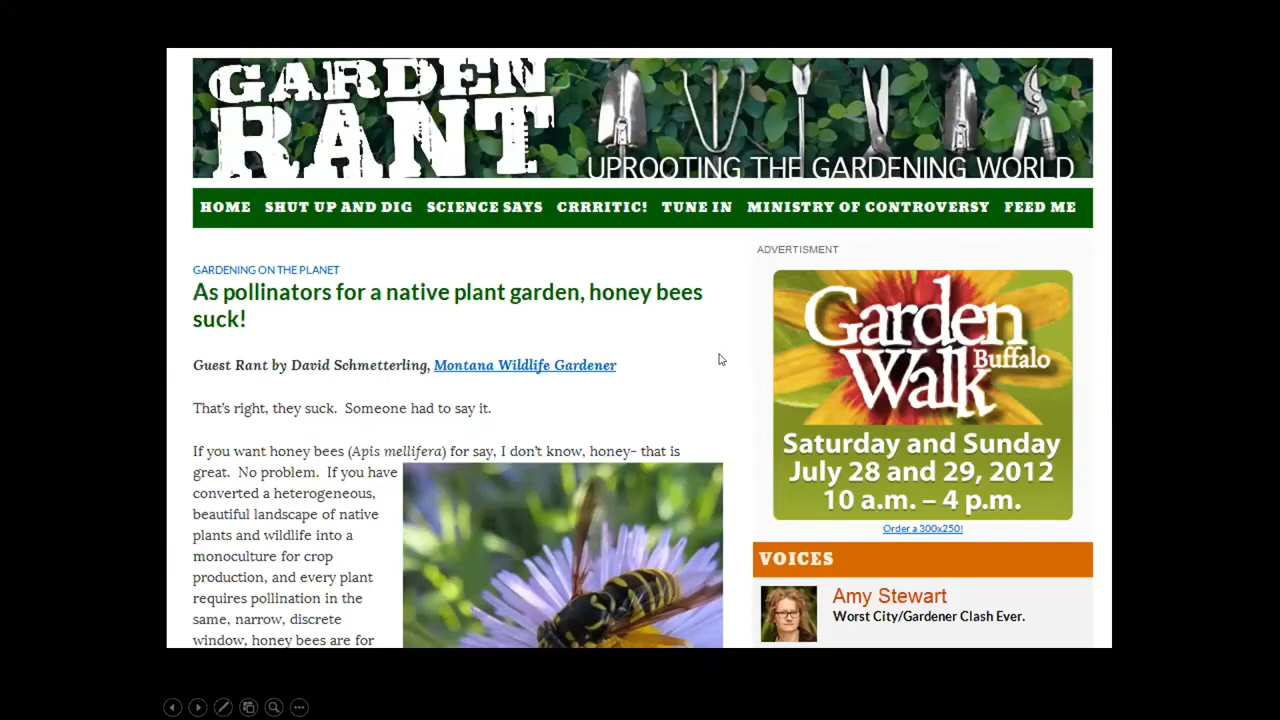 GARDEN
RANT
UPROOTING THE GARDENING WORLD
HOME SHUT UP AND DIG SCIENCE SAYS CRRRITIC! TUNE IN MINISTRY OF CONTROVERSY FEED ME
GARDENING ON THE PLANET
As pollinators for a native plant garden, honey bees
suck!
Guest Rant by David Schmetterling, Montana Wildlife Gardener
That's right, they suck. Someone had to say it.
If you want honey bees (Apis mellifera) for say, I don't know, honey– that is
great. No problem. If you have
converted a heterogeneous,
beautiful landscape of native
plants and wildlife into a
monoculture for crop
production, and every plant
requires pollination in the
same, narrow, discrete
window, honey bees are for
ADVERTISMENT
Garden
Walk
Buffalo
Saturday and Sunday
July 28 and 29, 2012
10 a.m. – 4 p.m.
Order a 300x250!
VOICES
Amy Stewart
Worst City/Gardener Clash Ever.